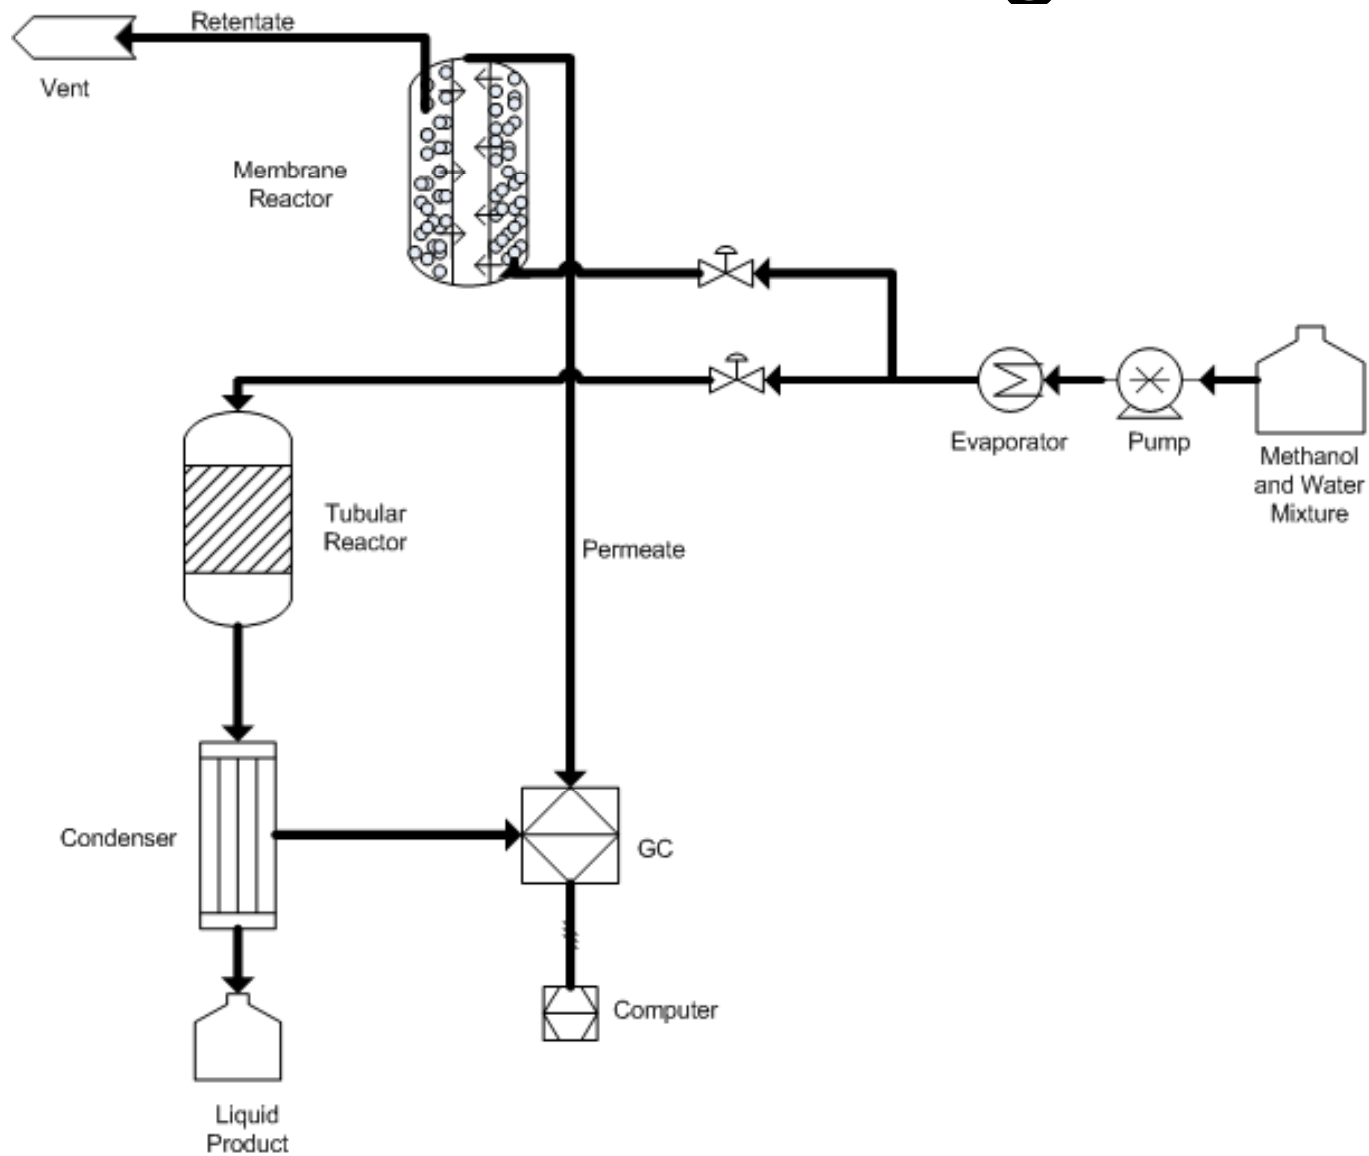 Retentate
Vent
Membrane
Reactor
Evaporator
Pump
Methanol
and Water
Mixture
Tubular
Reactor
Permeate
Condenser
GC
Computer
Liquid
Product